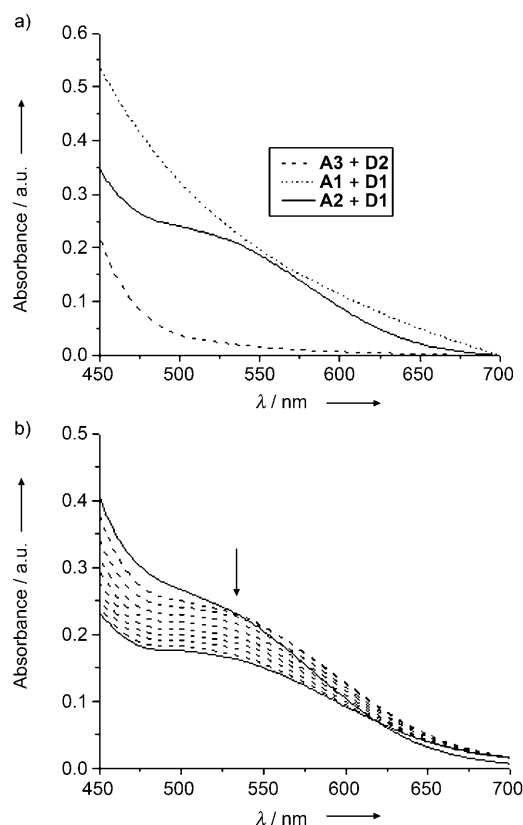 a)
0.6
0.5
0.4
0.3
0.2
0.1
0.0
Absorbance / a.u.
A3 + D2
A1 + D1
A2 + D1
450 500 550 600 650 700
λ / nm
b)
0.5
0.4
0.3
0.2
0.1
0.0
Absorbance / a.u.
450 500 550 600 650 700
λ / nm